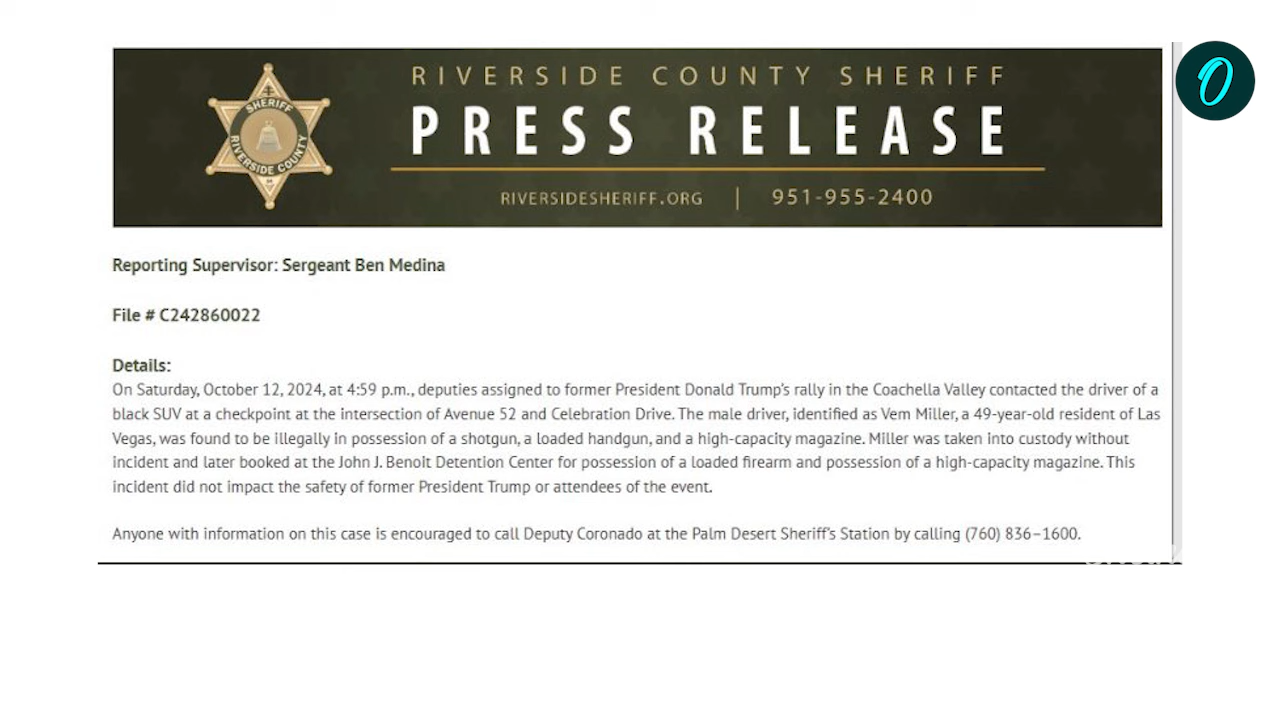 RIVERSIDE COUNTY SHERIFF
PRESS RELEASE
RIVERSIDESHERIFF.ORG | 951-955-2400
SHERIFF
RIVERSIDE COUNTY
Reporting Supervisor: Sergeant Ben Medina
File # C242860022
Details:
On Saturday, October 12, 2024, at 4:59 p.m., deputies assigned to former President Donald Trump's rally in the Coachella Valley contacted the driver of a
black SUV at a checkpoint at the intersection of Avenue 52 and Celebration Drive. The male driver, identified as Vem Miller, a 49-year-old resident of Las
Vegas, was found to be illegally in possession of a shotgun, a loaded handgun, and a high-capacity magazine. Miller was taken into custody without
incident and later booked at the John J. Benoit Detention Center for possession of a loaded firearm and possession of a high-capacity magazine. This
incident did not impact the safety of former President Trump or attendees of the event.
Anyone with information on this case is encouraged to call Deputy Coronado at the Palm Desert Sheriff's Station by calling (760) 836–1600.